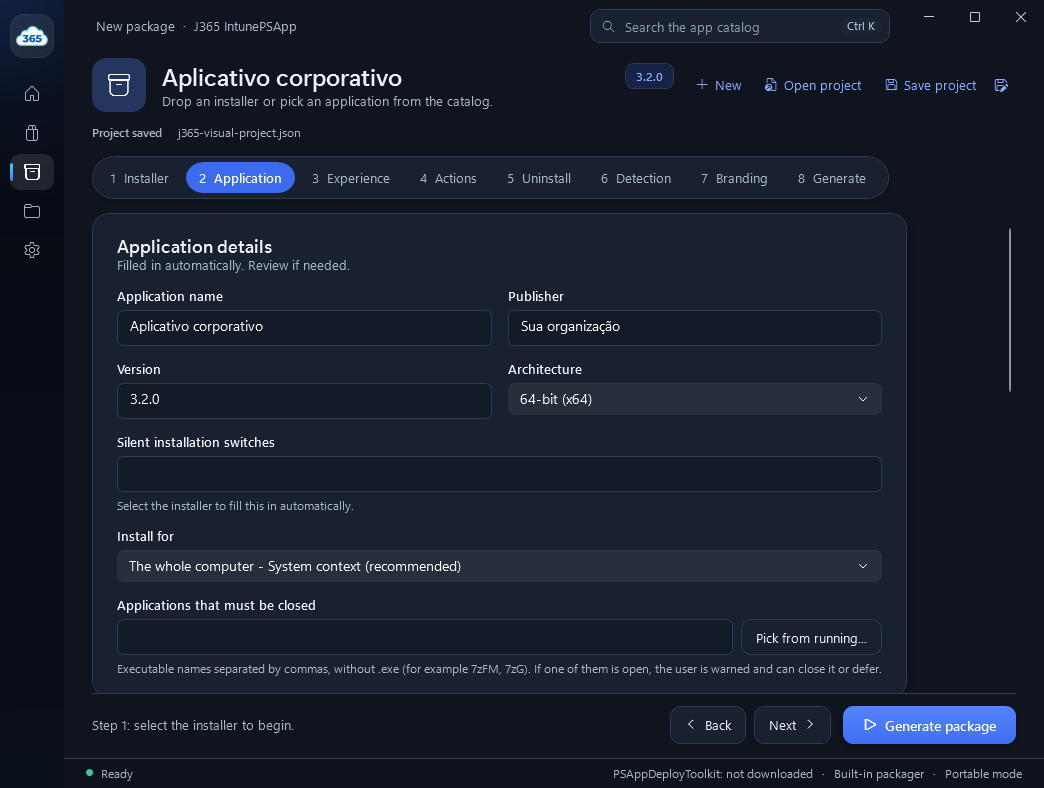 New package · J365 IntunePSApp
Search the app catalog Ctrl K
365
Aplicativo corporativo
Drop an installer or pick an application from the catalog.
3.2.0
New
Open project
Save project
Project saved j365-visual-project.json
1 Installer
2 Application
3 Experience
4 Actions
5 Uninstall
6 Detection
7 Branding
8 Generate
Application details
Filled in automatically. Review if needed.
Application name
Aplicativo corporativo
Publisher
Sua organização
Version
3.2.0
Architecture
64-bit (x64)
Silent installation switches
Select the installer to fill this in automatically.
Install for
The whole computer - System context (recommended)
Applications that must be closed
Pick from running...
Executable names separated by commas, without .exe (for example 7zFM, 7zG). If one of them is open, the user is warned and can close it or defer.
Step 1: select the installer to begin.
Back
Next
Generate package
Ready
PSAppDeployToolkit: not downloaded · Built-in packager · Portable mode